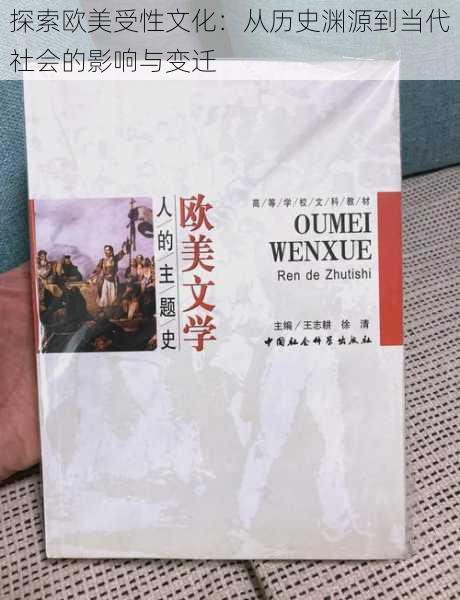 探索欧美受性文化：从历史渊源到当代
社会的影响与变迁
高/等/学/校/文/科/教/材
OUMEI
WENXUE
Ren de Zhutishi
欧美文学
人/的/主/题/史
主编/王志耕 徐 清
中国社会科学出版社